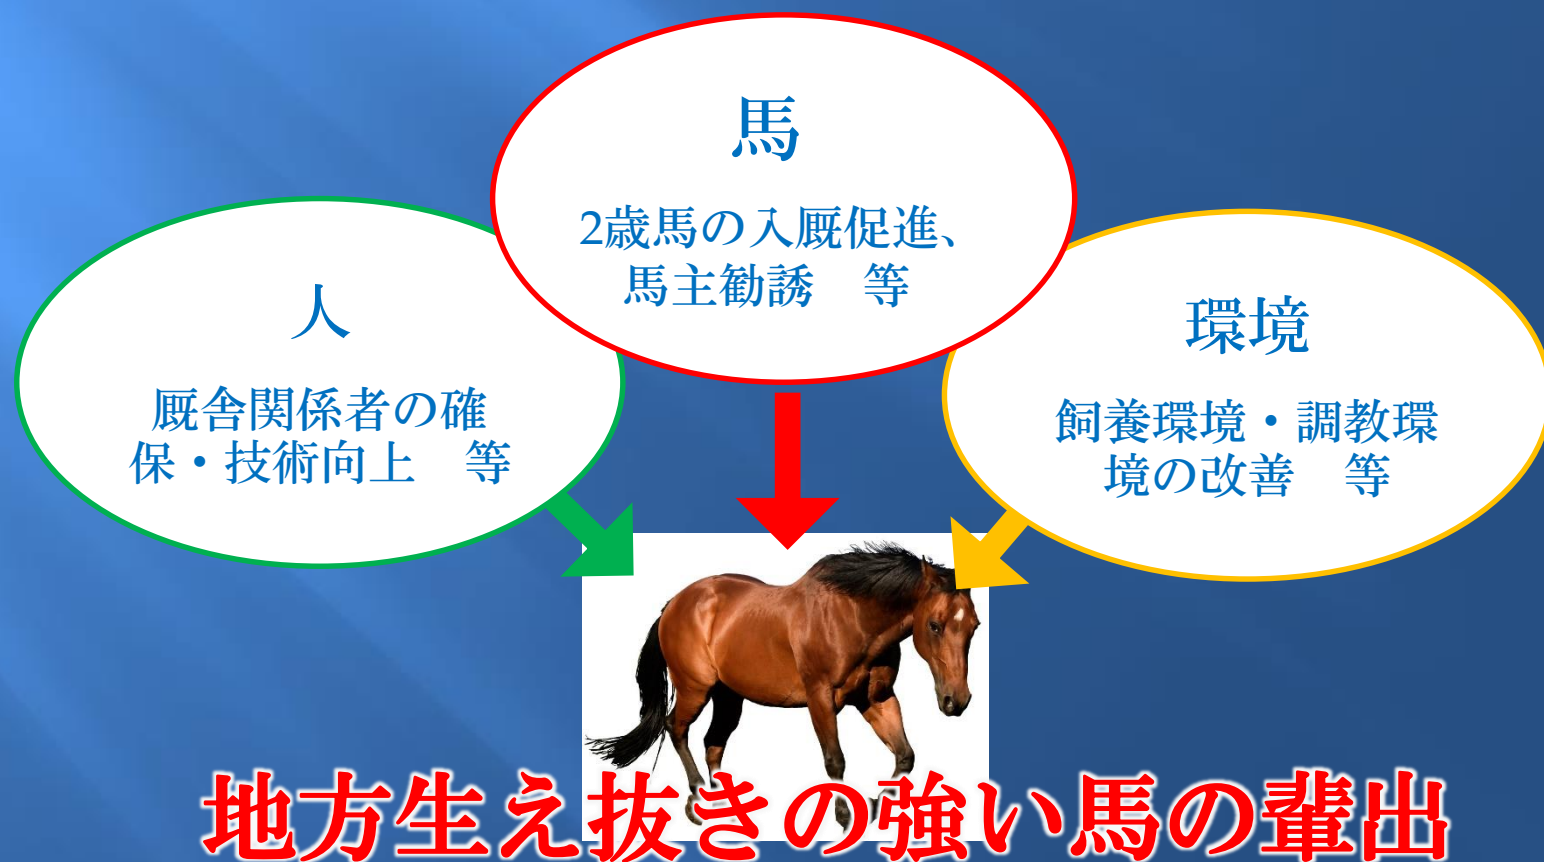 馬
2歳馬の入厩促進、
馬主勧誘　等
人
厩舎関係者の確
保・技術向上　等
環境
飼養環境・調教環
境の改善　等
地方生え抜きの強い馬の輩出